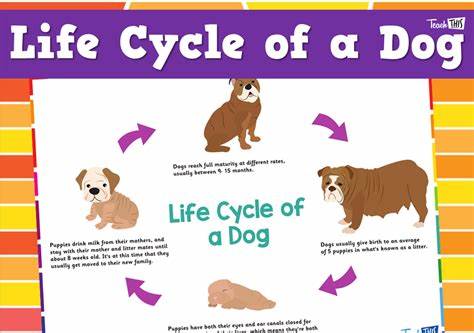 Life Cycle of a Dog
Teach THIS
Dogs reach full maturity at different rates,
usually between 9-15 months.
Life Cycle of
a Dog
Puppies drink milk from their mothers, and
stay with their mother and litter mates until
about 8 weeks old. It's at this time that they
usually get moved to their new family.
Dogs usually give birth to an average
of 5 puppies in what's known as a litter.
Puppies have both their eyes and ear canals closed for
their lives, which means they're both
Teach THIS